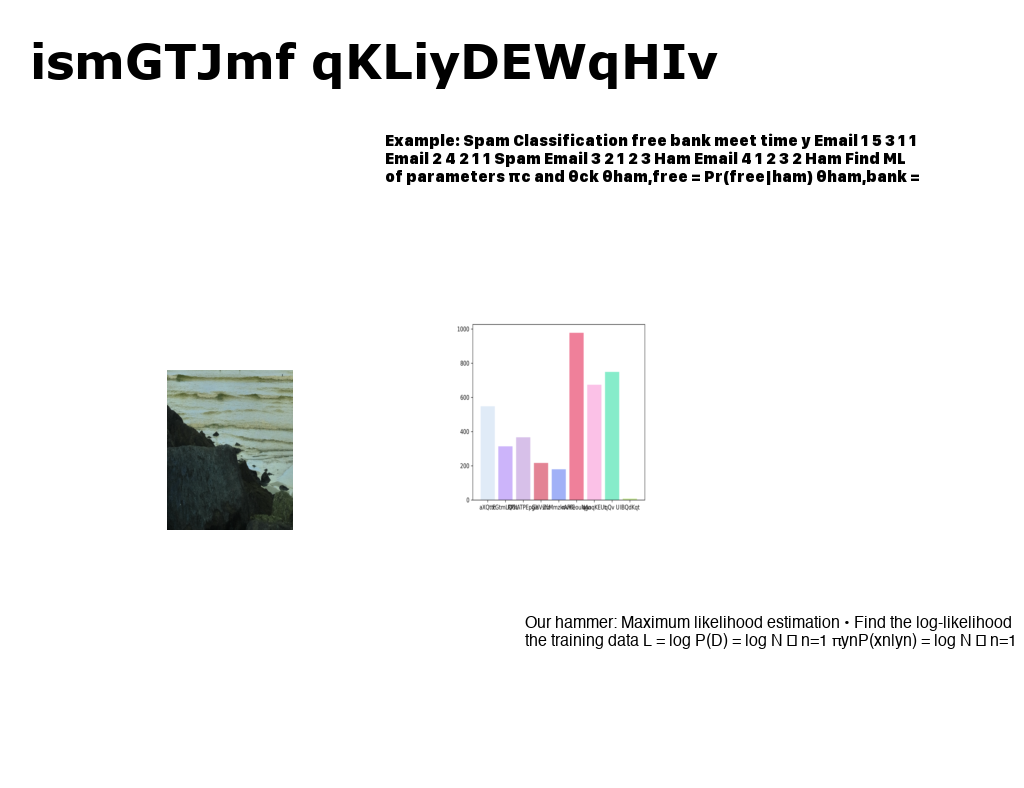 ismGTJmf qKLiyDEWqHIv
Example: Spam Classification free bank meet time y Email 1 5 3 1 1
Email 2 4 2 1 1 Spam Email 3 2 1 2 3 Ham Email 4 1 2 3 2 Ham Find ML
of parameters πc and θck θham,free = Pr(free|ham) θham,bank =
1000
800
600
400
200
0
Our hammer: Maximum likelihood estimation • Find the log-likelihood
the training data L = log P(D) = log N □ n=1 πynP(xn|yn) = log N □ n=1